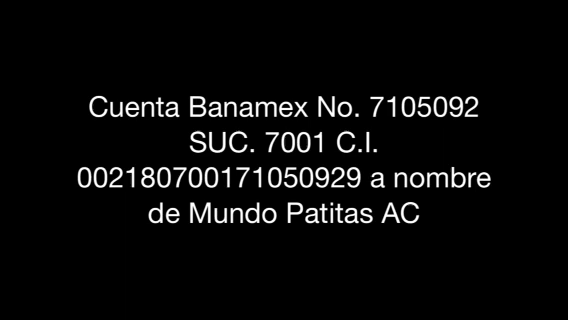 Cuenta Banamex No. 7105092
SUC. 7001 C.I.
002180700171050929 a nombre
de Mundo Patitas AC